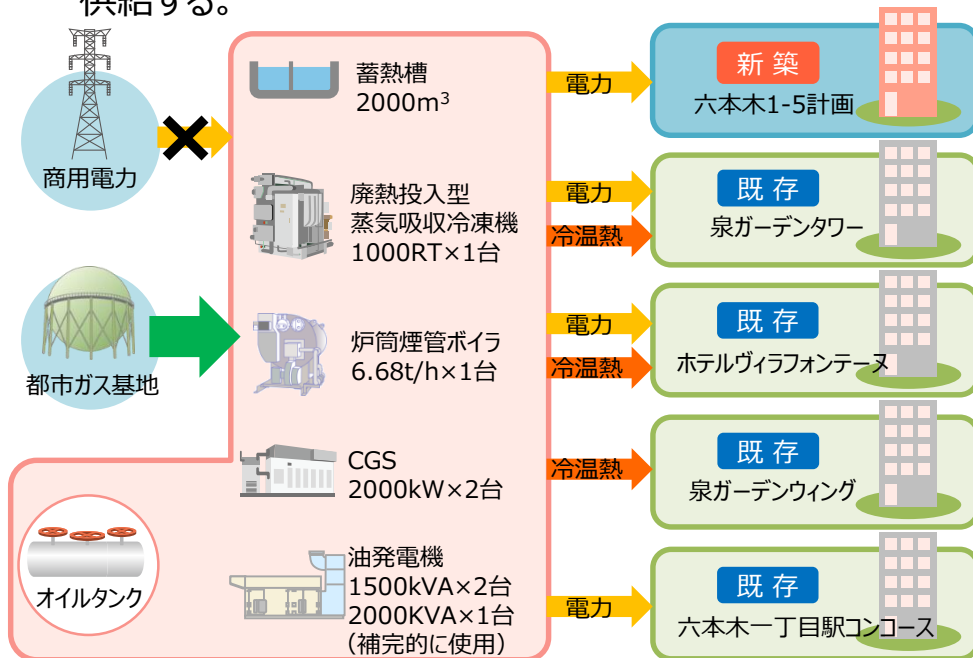 供給する。
商用電力
都市ガス基地
オイルタンク
蓄熱槽
2000m³
廃熱投入型
蒸気吸収冷凍機
1000RT×1台
炉筒煙管ボイラ
6.68t/h×1台
CGS
2000kW×2台
油発電機
1500kVA×2台
2000KVA×1台
(補完的に使用)
電力
新築
六本木1-5計画
電力
冷温熱
既存
泉ガーデンタワー
電力
冷温熱
既存
ホテルヴィラフォンテーヌ
冷温熱
既存
泉ガーデンウィング
電力
既存
六本木一丁目駅コンコース